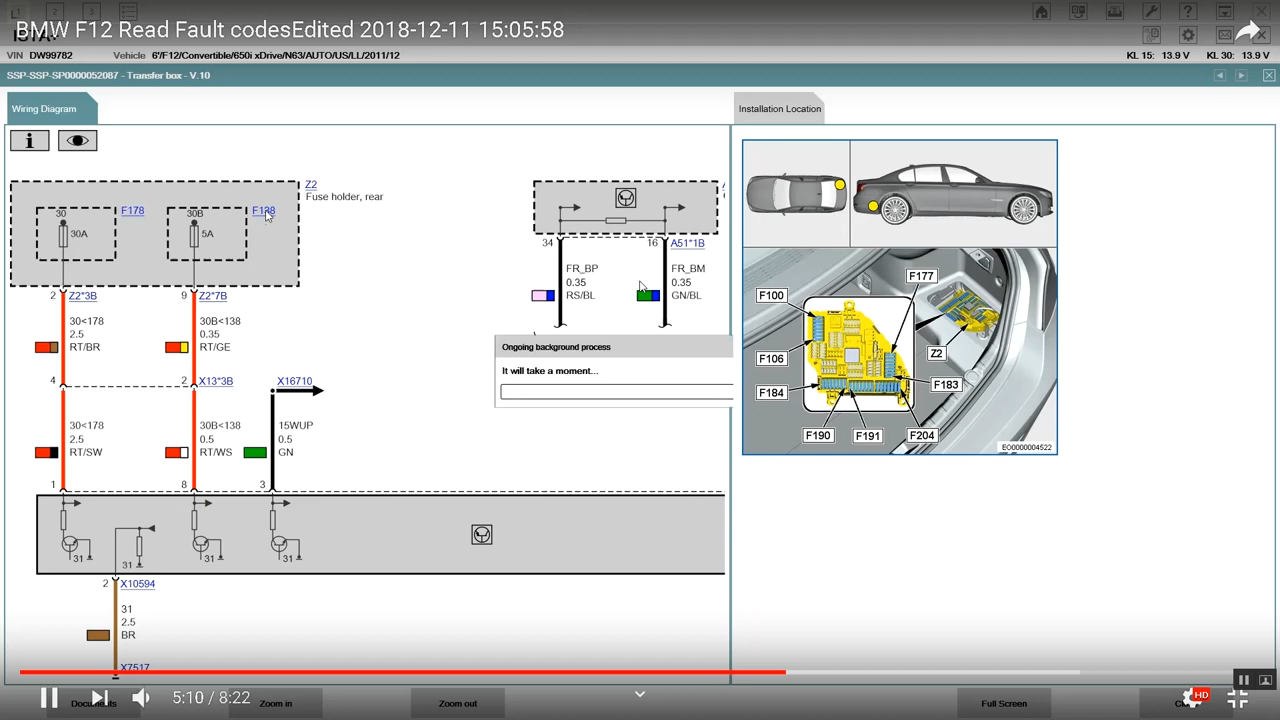 BMW F12 Read Fault codesEdited 2018-12-11 15:05:58
VIN DW99782 Vehicle 6'/F12/Convertible/650i xDrive/N63/AUTO/US/LL/2011/12 KL 15: 13.9 V KL 30: 13.9 V
SSP-SSP-SP0000052087 - Transfer box - V.10
Wiring Diagram
Installation Location
Z2
Fuse holder, rear
30 F178 30B
30A 5A
34 16 A51*1B
FR_BP FR_BM
0.35 0.35
RS/BL GN/BL
2 Z2*3B 9 Z2*7B
30<178 30B<138
2.5 0.35
RT/BR RT/GE
4 2 X13*3B X16710
30<178 30B<138 15WUP
2.5 0.5 0.5
RT/SW RT/WS GN
1 8 3
31 31 31 31
2 X10594
31
2.5
BR
X7517
Ongoing background process
It will take a moment...
F177
F100
F106
Z2
F184
F183
F190 F191 F204
EO0000004522
5:10 / 8:22
HD
Documents Zoom in Zoom out Full Screen